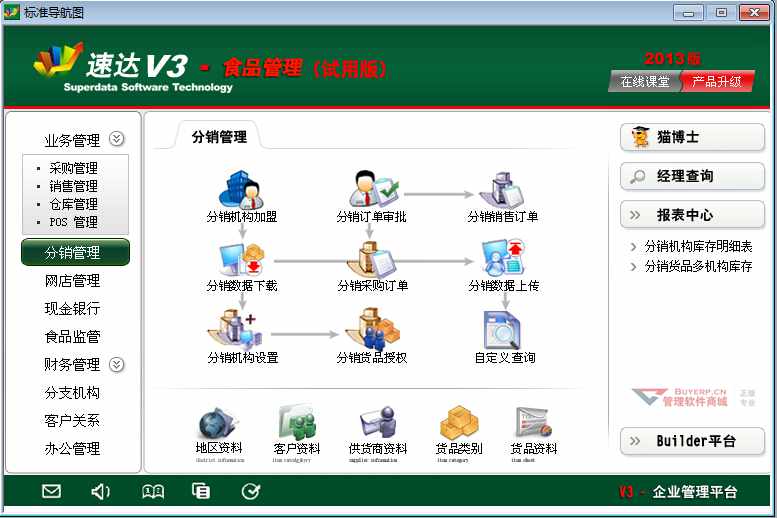 标准导航图
速达V3 - 食品管理（试用版）
Superdata Software Technology
2013版
在线课堂 产品升级
业务管理
采购管理
销售管理
仓库管理
POS 管理
分销管理
网店管理
现金银行
食品监管
财务管理
分支机构
客户关系
办公管理
分销管理
分销机构加盟 分销订单审批 分销销售订单
分销数据下载 分销采购订单 分销数据上传
分销机构设置 分销货品授权 自定义查询
地区资料 客户资料 供货商资料 货品类别 货品资料
district information supplier information item category item sheet
猫博士
经理查询
报表中心
分销机构库存明细表
分销货品多机构库存
BUYERP.CN
管理软件商城
正版
专业
Builder平台
V3 - 企业管理平台